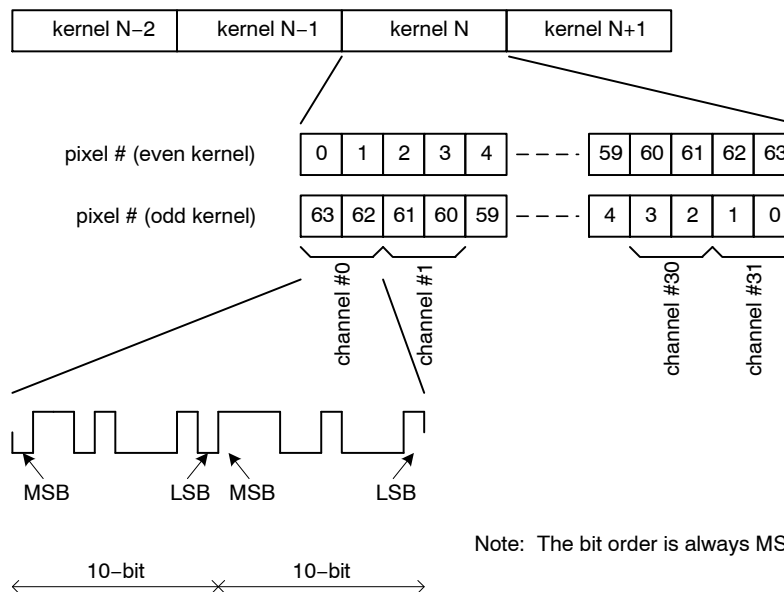 kernel N−2 kernel N−1 kernel N kernel N+1
pixel # (even kernel) 0 1 2 3 4 59 60 61 62 63
pixel # (odd kernel) 63 62 61 60 59 4 3 2 1 0
channel #0 channel #1 channel #30 channel #31
MSB LSB MSB LSB
Note: The bit order is always MS
10−bit 10−bit